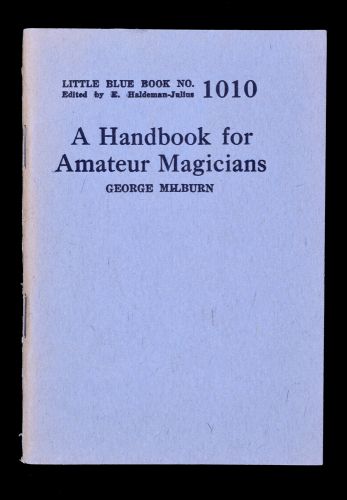 LITTLE BLUE BOOK NO. 1010
Edited by E. Haldeman-Julius
A Handbook for
Amateur Magicians
GEORGE MILBURN